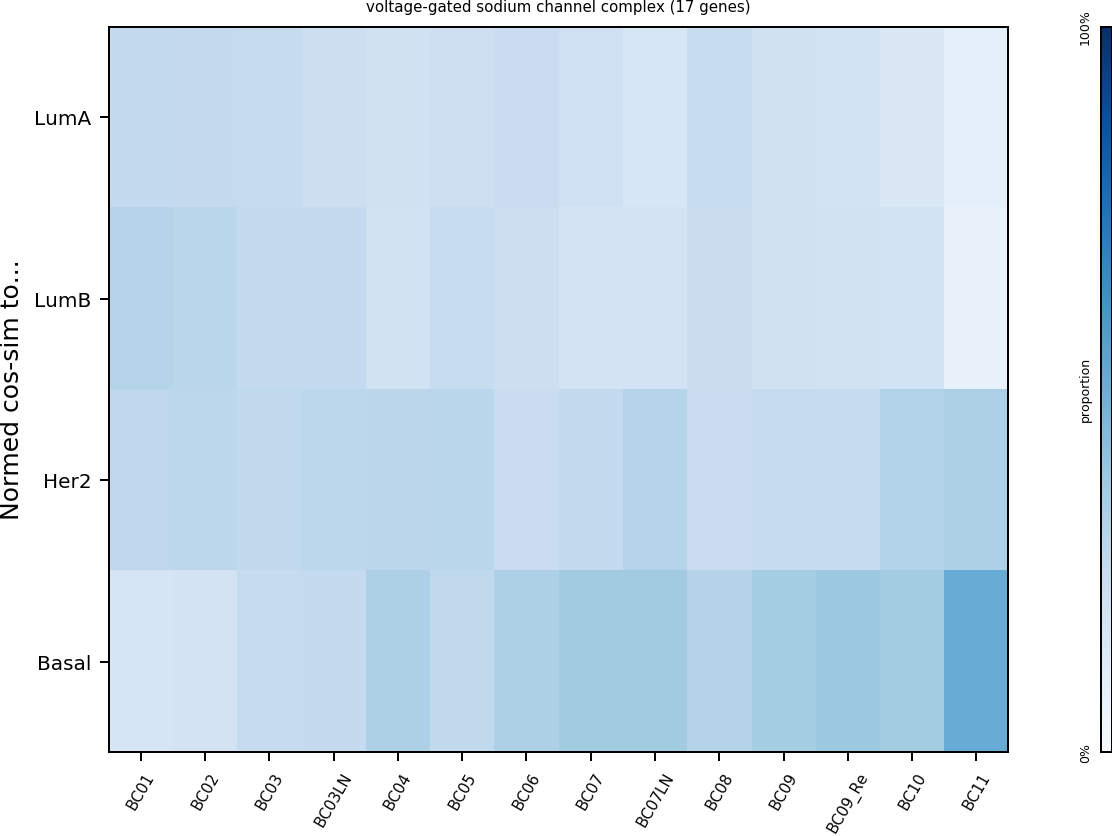 voltage-gated sodium channel complex (17 genes)
Normed cos-sim to...
LumA
LumB
Her2
Basal
BC01
BC02
BC03
BC03LN
BC04
BC05
BC06
BC07
BC07LN
BC08
BC09
BC09_Re
BC10
BC11
100%
proportion
0%